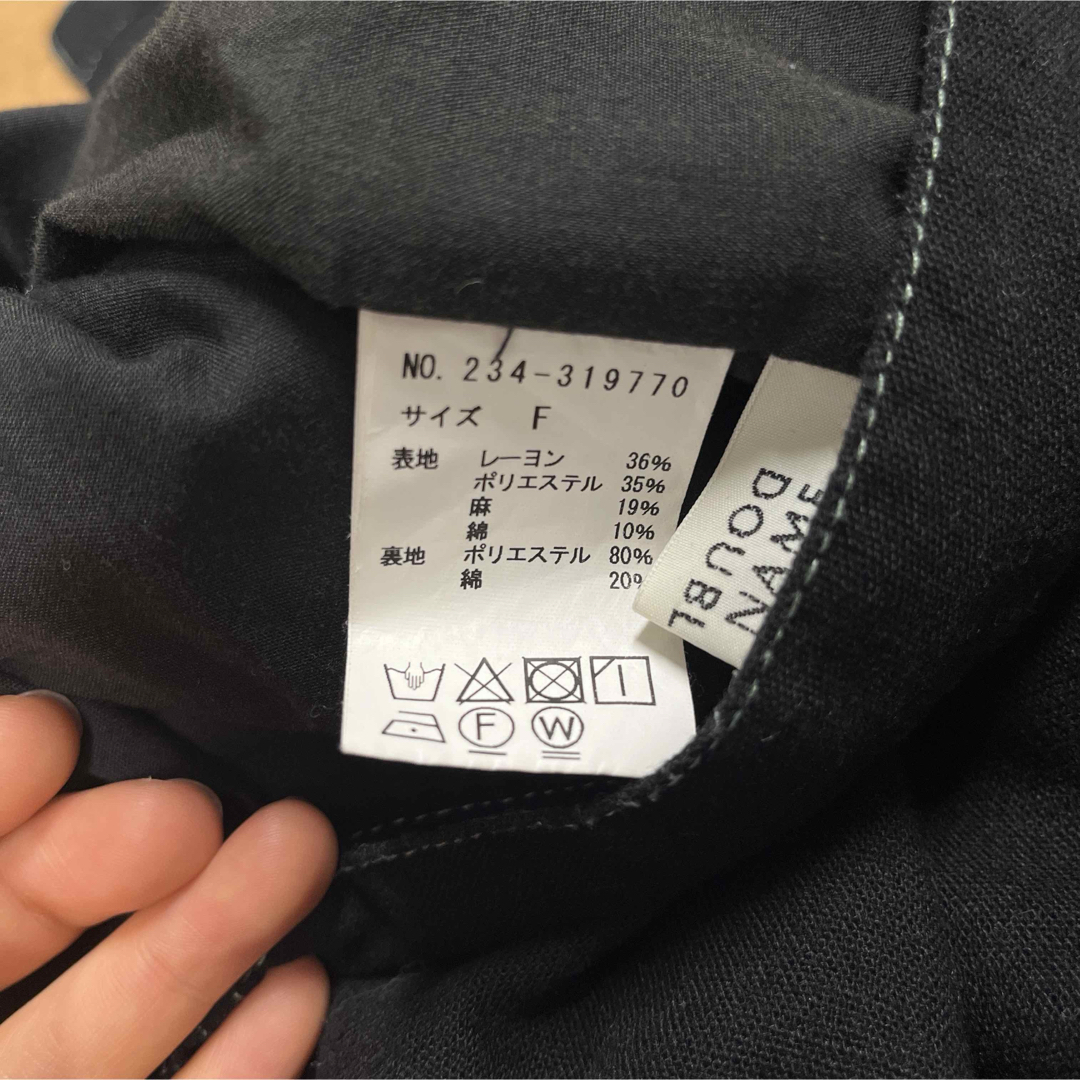 NO. 234-319770
サイズ F
表地 レーヨン 36%
ポリエステル 35%
麻 19%
綿 10%
裏地 ポリエステル 80%
綿 20%
F W
DOUBL
NAME